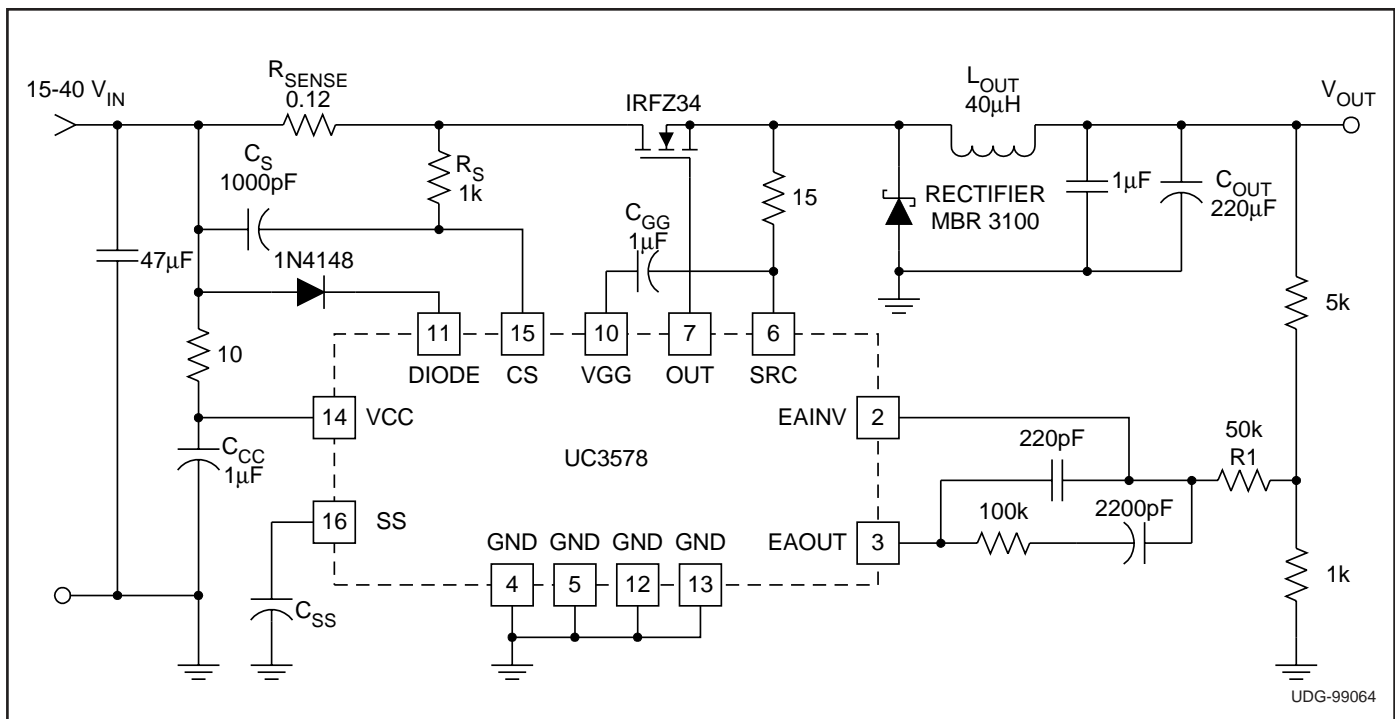 15-40 V_IN
R_SENSE
0.12
IRFZ34
L_OUT
40µH
V_OUT
C_S
1000pF
R_S
1k
15
RECTIFIER
MBR 3100
1µF
C_OUT
220µF
C_GG
1µF
47µF
1N4148
5k
10
11
15
10
7
6
DIODE
CS
VGG
OUT
SRC
14
VCC
EAINV
2
C_CC
1µF
UC3578
220pF
50k
R1
16
SS
100k
2200pF
GND
GND
GND
GND
EAOUT
3
4
5
12
13
1k
C_SS
UDG-99064